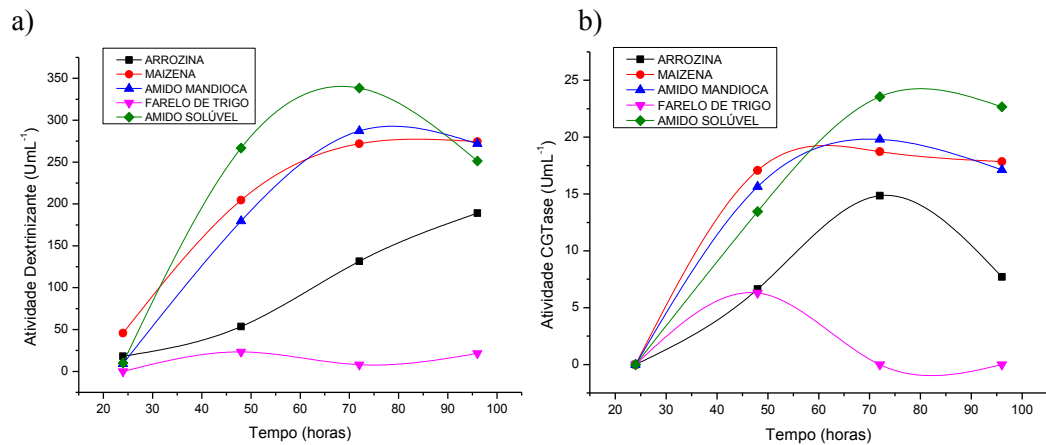 a)
ARROZINA
MAIZENA
AMIDO MANDIOCA
FARELO DE TRIGO
AMIDO SOLÚVEL
350
300
250
200
150
100
50
0
Atividade Dextrinizante (UmL⁻¹)
20 30 40 50 60 70 80 90 100
Tempo (horas)
b)
ARROZINA
MAIZENA
AMIDO MANDIOCA
FARELO DE TRIGO
AMIDO SOLÚVEL
25
20
15
10
5
0
Atividade CGTase (UmL⁻¹)
20 30 40 50 60 70 80 90 100
Tempo (horas)